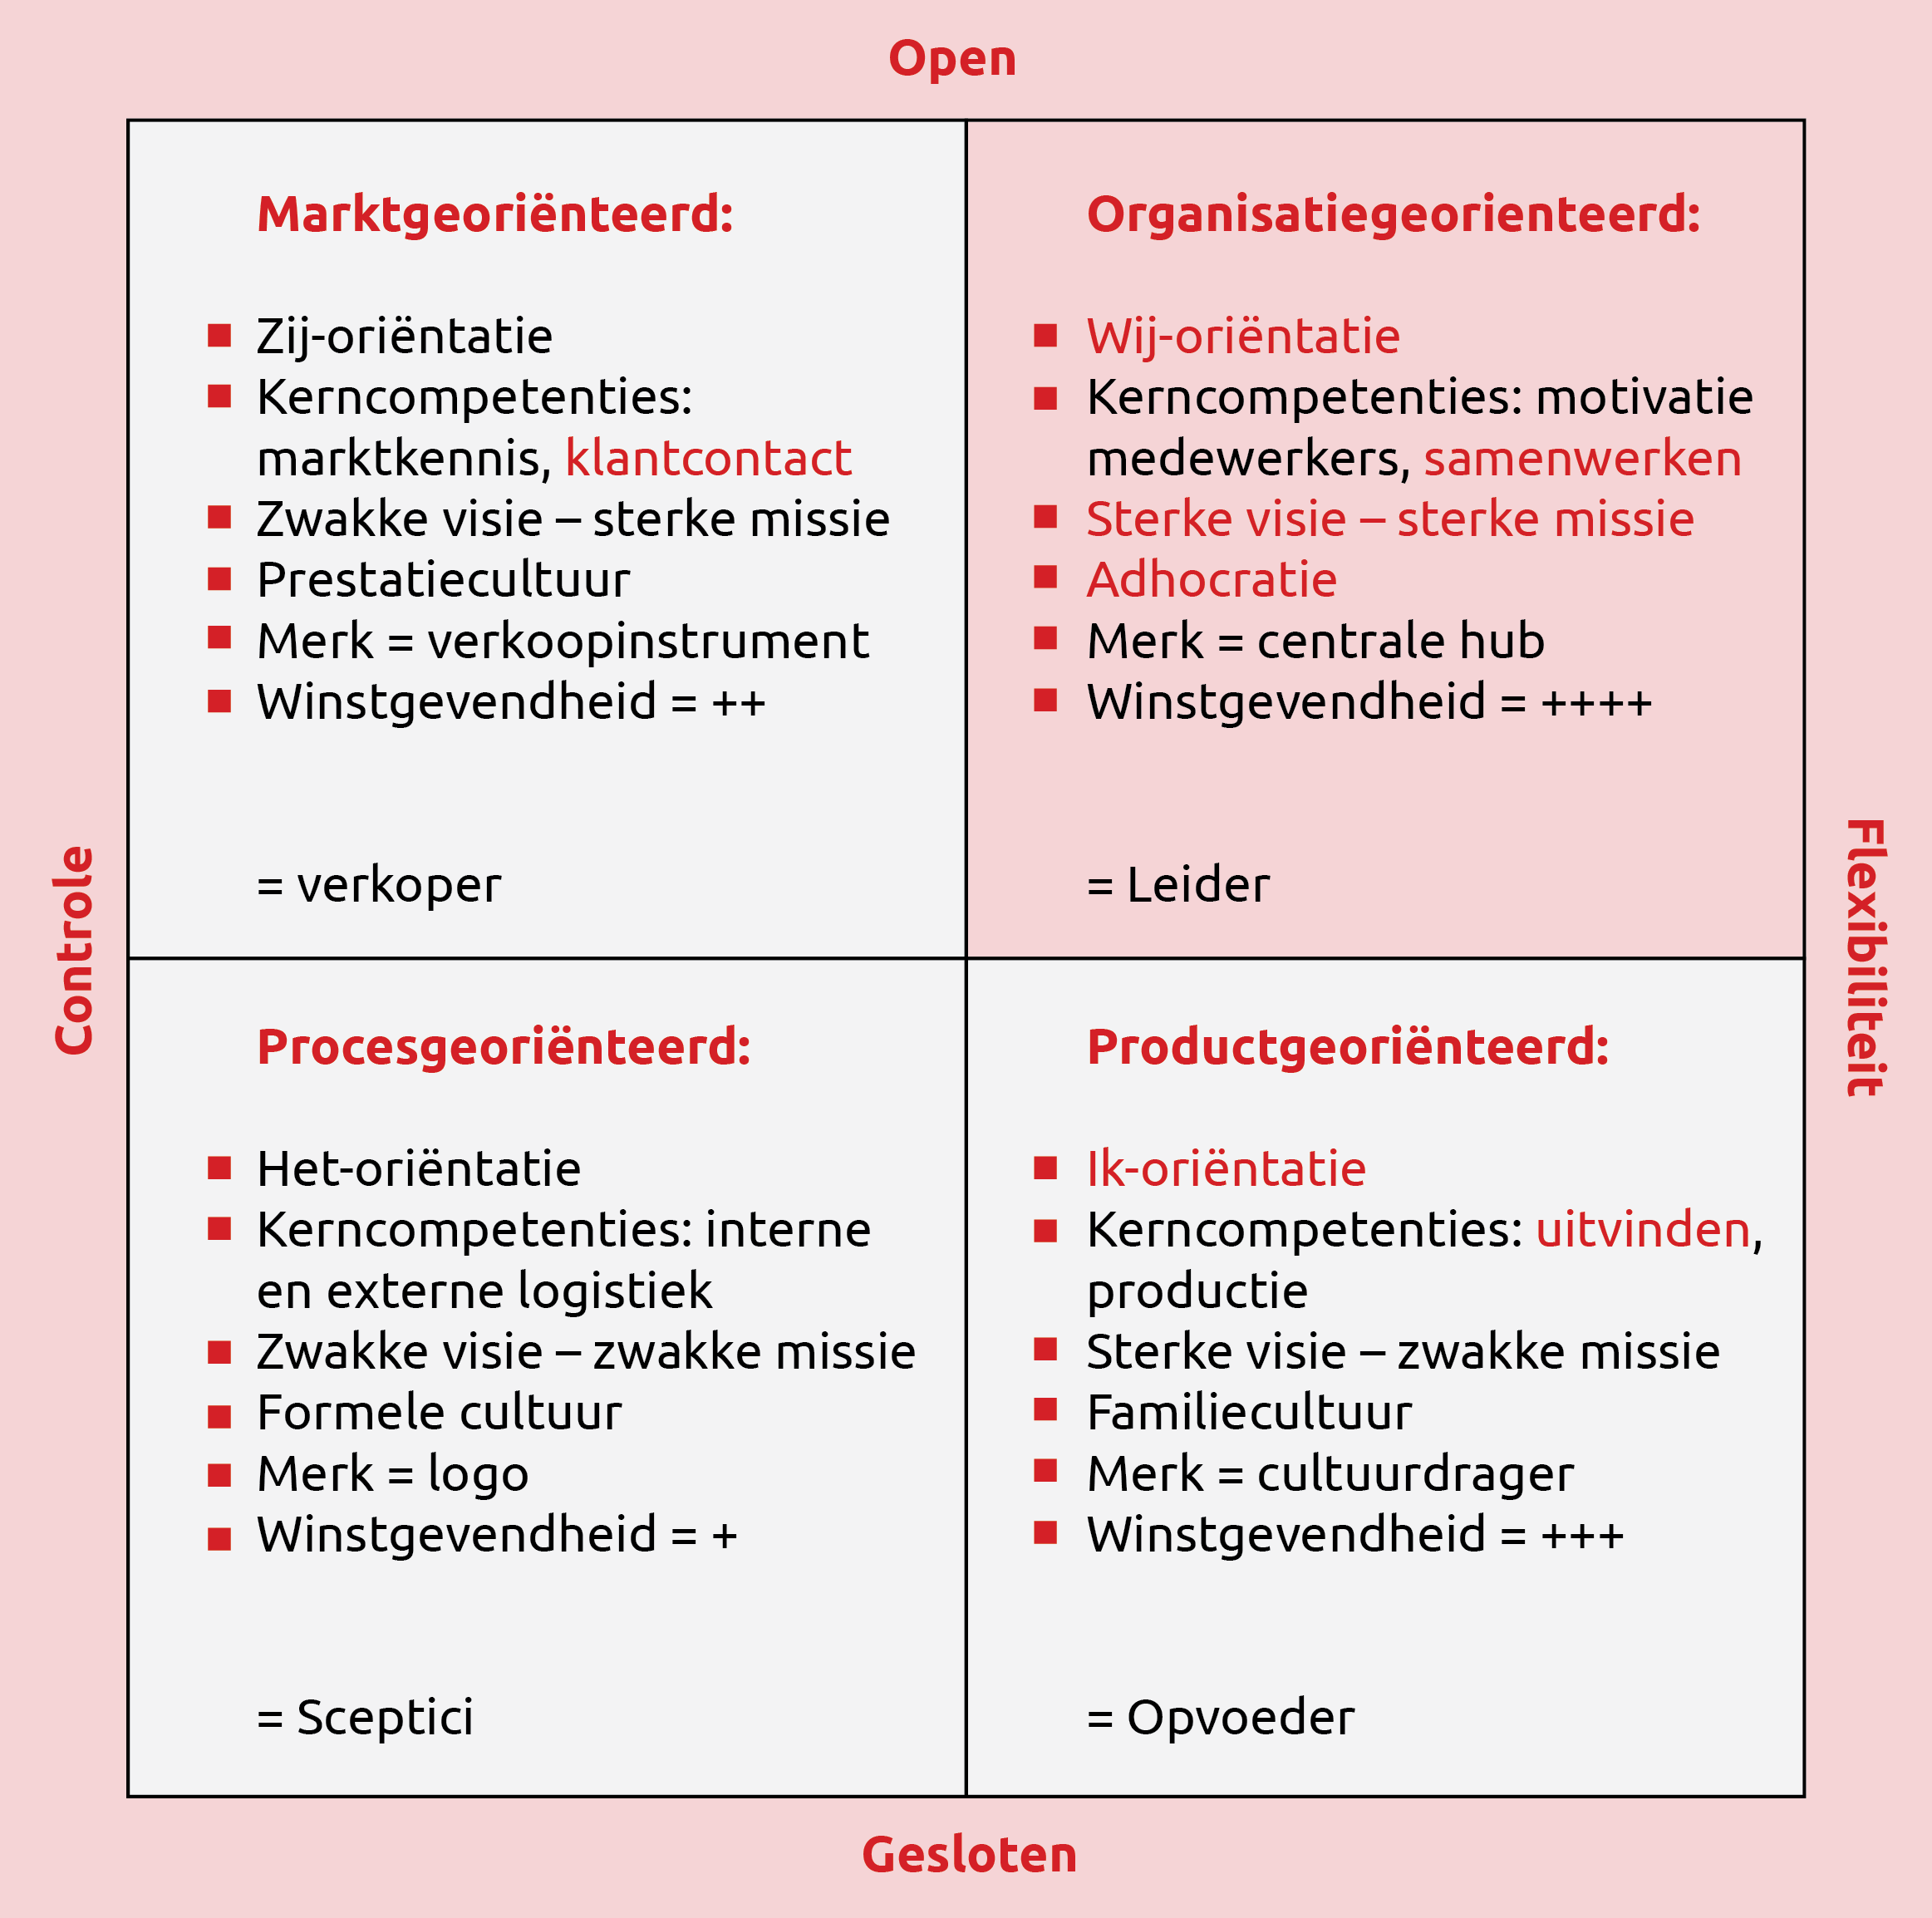 Open
Marktgeoriënteerd:
Zij-oriëntatie
Kerncompetenties:
marktkennis, klantcontact
Zwakke visie – sterke missie
Prestatiecultuur
Merk = verkoopinstrument
Winstgevendheid = ++
= verkoper
Organisatiegeorienteerd:
Wij-oriëntatie
Kerncompetenties: motivatie
medewerkers, samenwerken
Sterke visie – sterke missie
Adhocratie
Merk = centrale hub
Winstgevendheid = ++++
= Leider
Controle
Flexibiliteit
Procesgeoriënteerd:
Het-oriëntatie
Kerncompetenties: interne
en externe logistiek
Zwakke visie – zwakke missie
Formele cultuur
Merk = logo
Winstgevendheid = +
= Sceptici
Productgeoriënteerd:
Ik-oriëntatie
Kerncompetenties: uitvinden,
productie
Sterke visie – zwakke missie
Familiecultuur
Merk = cultuurdrager
Winstgevendheid = +++
= Opvoeder
Gesloten